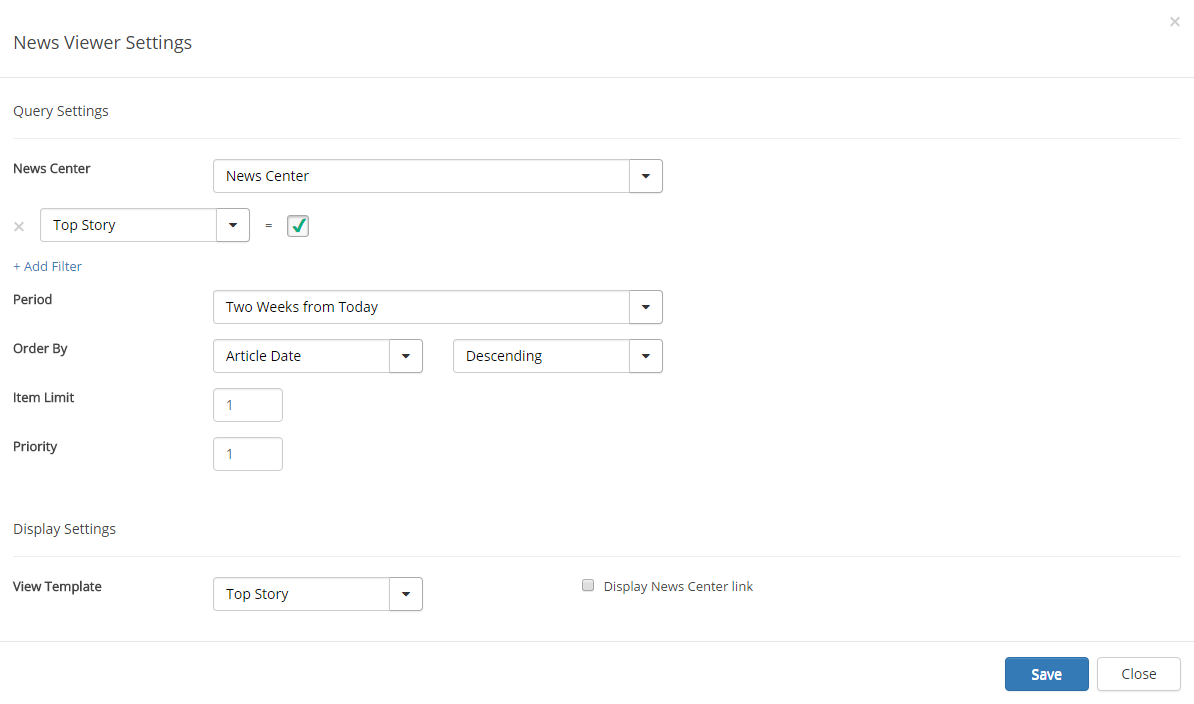 ×
News Viewer Settings
Query Settings
News Center News Center
× Top Story =
+ Add Filter
Period Two Weeks from Today
Order By Article Date Descending
Item Limit 1
Priority 1
Display Settings
View Template Top Story Display News Center link
Save Close